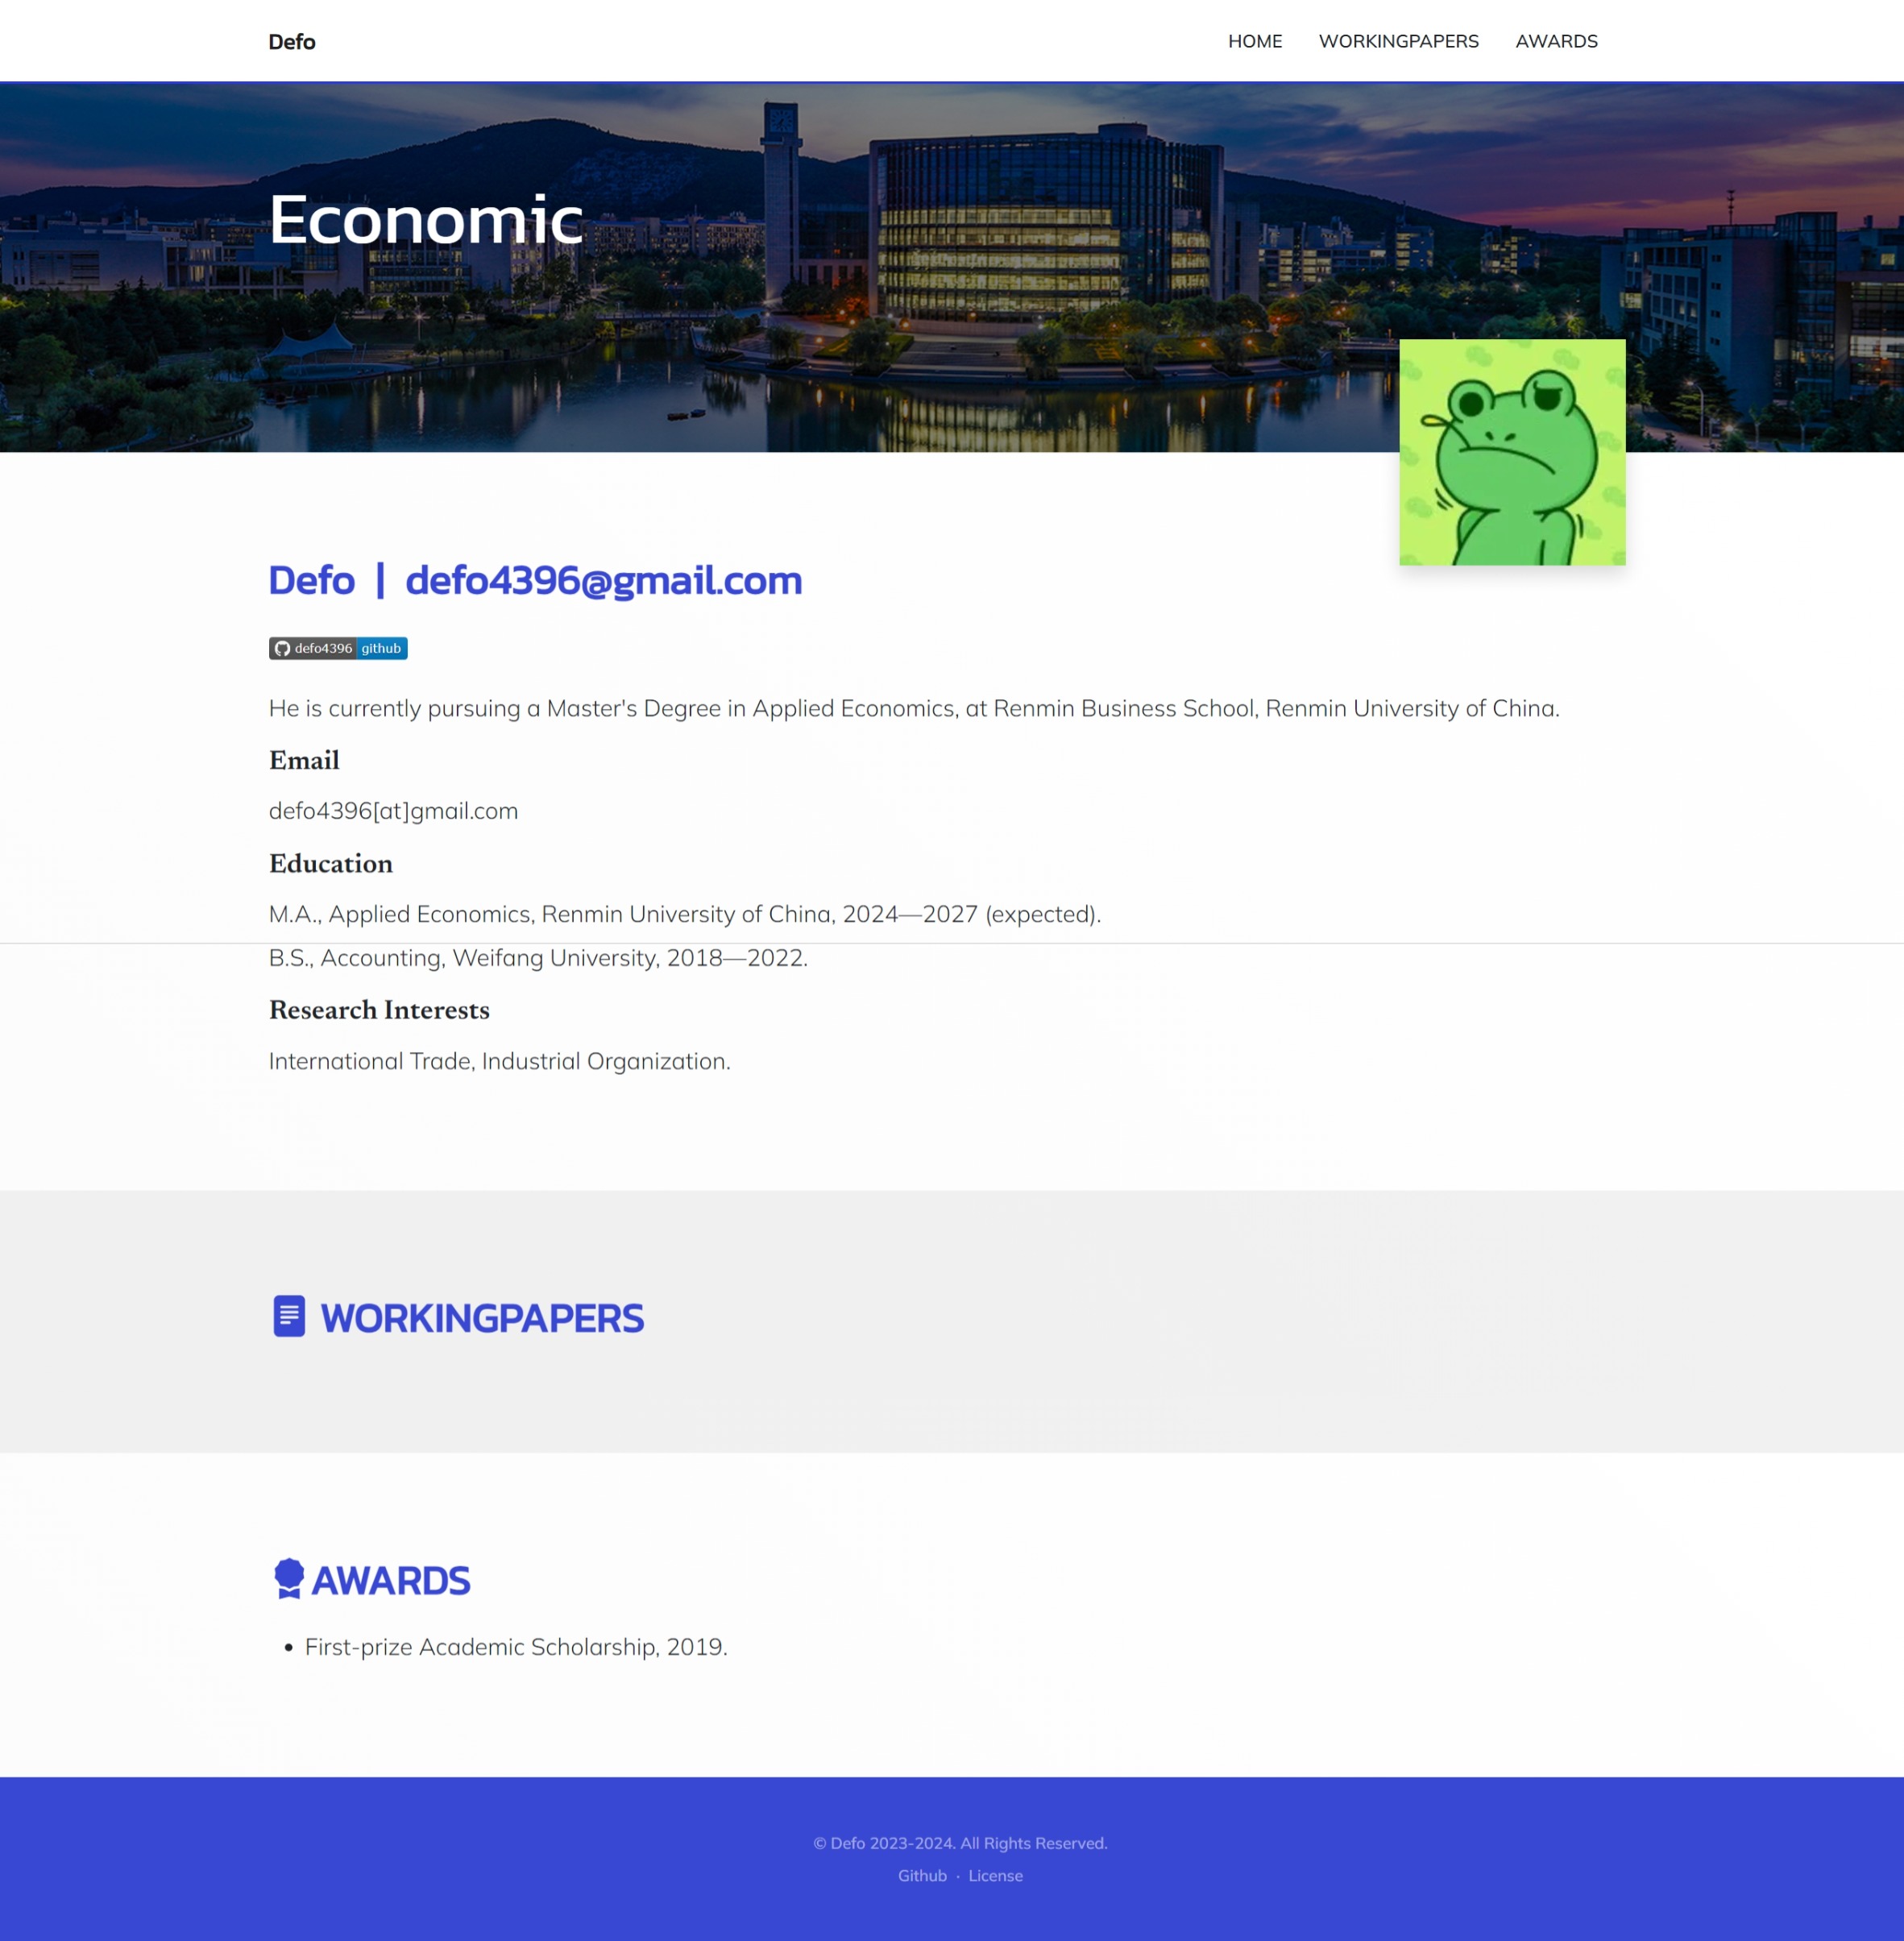 Defo
HOME WORKINGPAPERS AWARDS
Economic
Defo | defo4396@gmail.com
defo4396 github
He is currently pursuing a Master's Degree in Applied Economics, at Renmin Business School, Renmin University of China.
Email
defo4396[at]gmail.com
Education
M.A., Applied Economics, Renmin University of China, 2024—2027 (expected).
B.S., Accounting, Weifang University, 2018—2022.
Research Interests
International Trade, Industrial Organization.
WORKINGPAPERS
AWARDS
• First-prize Academic Scholarship, 2019.
© Defo 2023-2024. All Rights Reserved.
Github · License